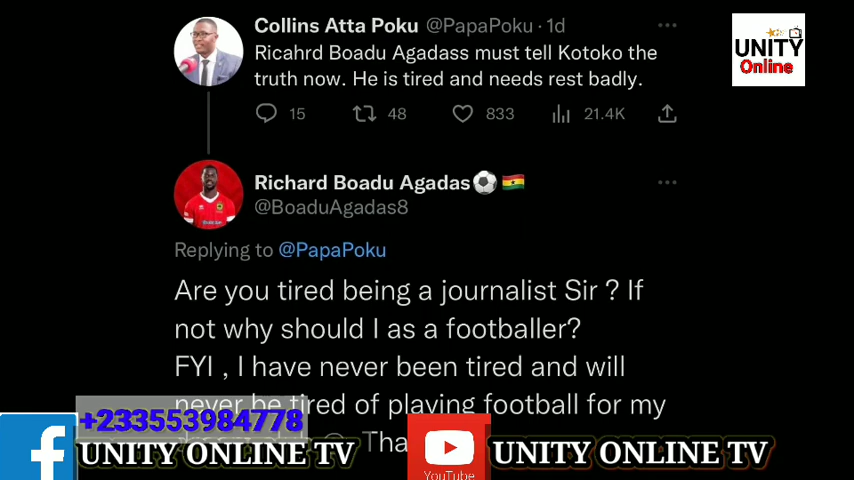 Collins Atta Poku @PapaPoku · 1d
Ricahrd Boadu Agadass must tell Kotoko the
truth now. He is tired and needs rest badly.
15 48 833 21.4K
UNITY
Online
Richard Boadu Agadas
@BoaduAgadas8
Replying to @PapaPoku
Are you tired being a journalist Sir ? If
not why should I as a footballer?
FYI , I have never been tired and will
never be tired of playing football for my
+233553984778
UNITY ONLINE TV
YouTube
UNITY ONLINE TV